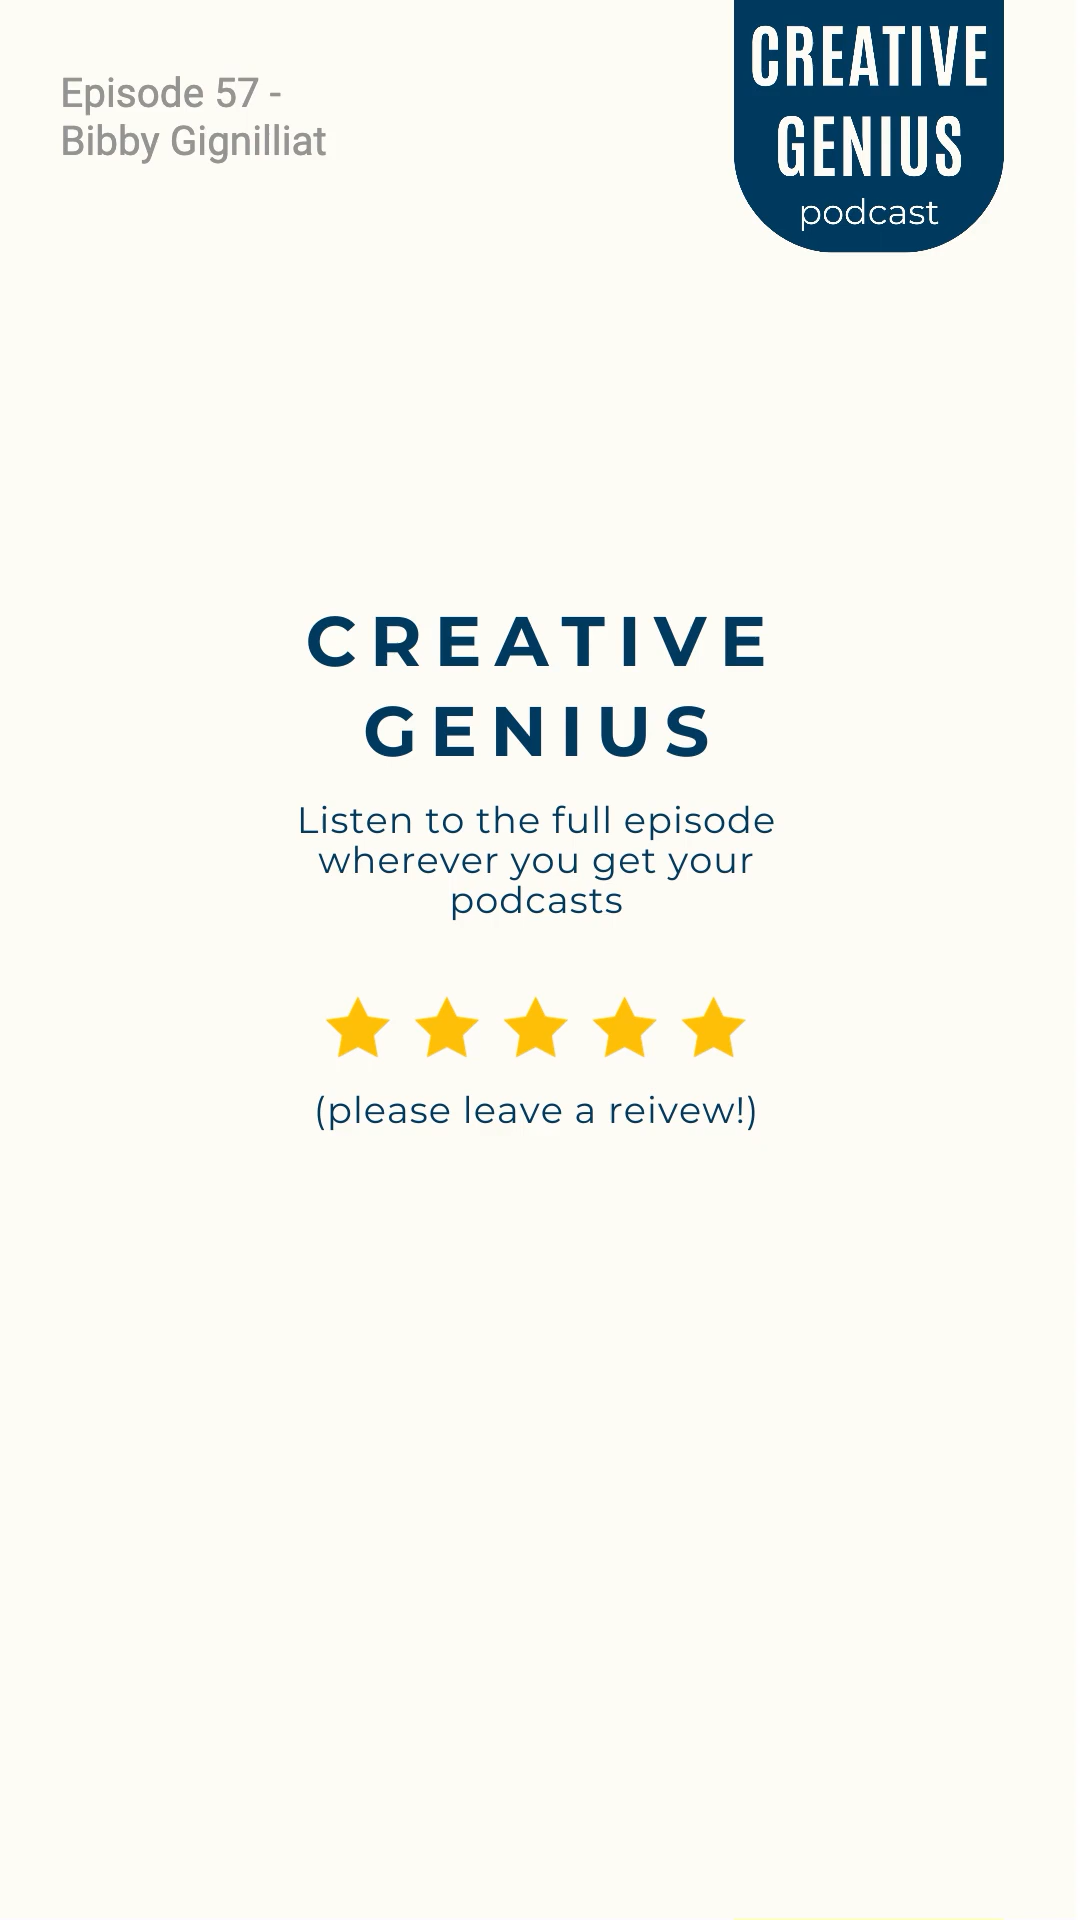 Episode 57 -
Bibby Gignilliat
CREATIVE
GENIUS
podcast
CREATIVE
GENIUS
Listen to the full episode
wherever you get your
podcasts
(please leave a reivew!)